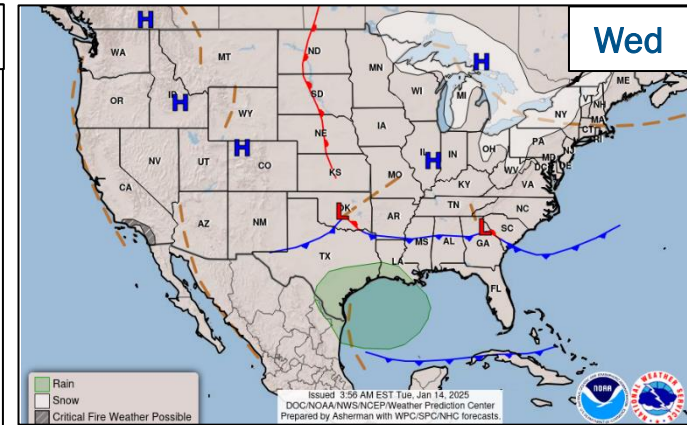 Wed
H
WA
MT
ND
MN
H
ME
OR
ID
H
SD
WI
MI
VT
NH
NY
MA
CT
RI
WY
IA
PA
NJ
NE
H
IL
H
IN
OH
MD
DE
DC
NV
UT
CO
KS
MO
WV
VA
KY
CA
OK
L
TN
NC
AZ
NM
AR
L
SC
MS
AL
GA
TX
LA
FL
Rain
Snow
Critical Fire Weather Possible
Issued 3:56 AM EST Tue, Jan 14, 2025
DOC/NOAA/NWS/NCEP/Weather Prediction Center
Prepared by Asherman with WPC/SPC/NHC forecasts.
NOAA
NATIONAL WEATHER SERVICE